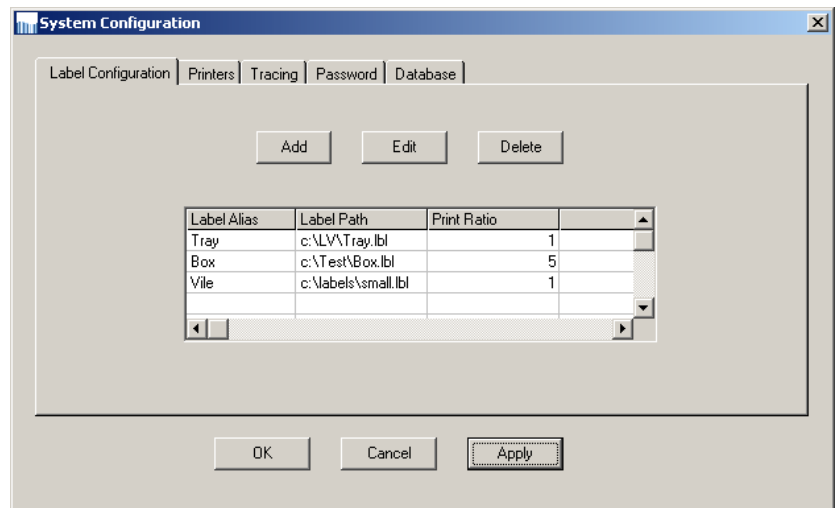 System Configuration
Label Configuration Printers Tracing Password Database
Add Edit Delete
Label Alias Label Path Print Ratio
Tray c:\LV\Tray.lbl 1
Box c:\Test\Box.lbl 5
Vile c:\labels\small.lbl 1
OK Cancel Apply